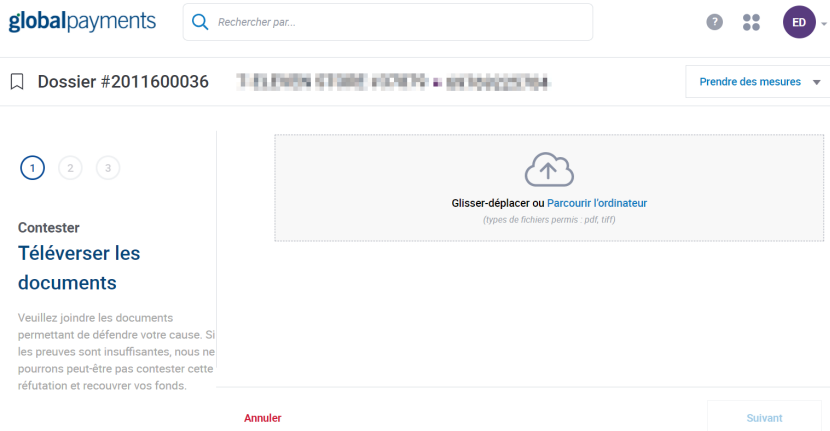 globalpayments
Rechercher par...
?
ED
Dossier #2011600036
Prendre des mesures
1 2 3
Contester
Téléverser les
documents
Veuillez joindre les documents
permettant de défendre votre cause. Si
les preuves sont insuffisantes, nous ne
pourrons peut-être pas contester cette
réfutation et recouvrer vos fonds.
Glisser-déplacer ou Parcourir l'ordinateur
(types de fichiers permis : pdf, tiff)
Annuler
Suivant